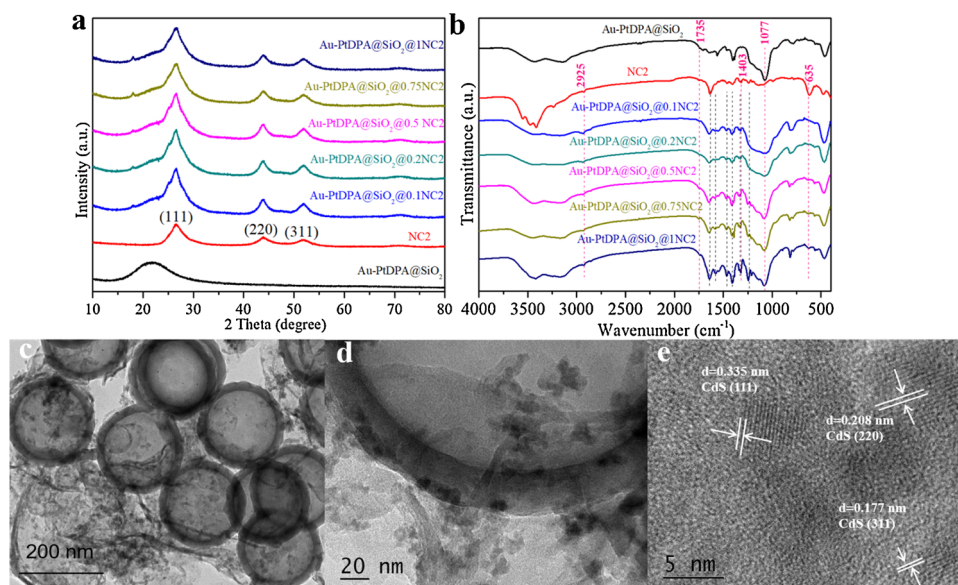 a
Au-PtDPA@SiO₂@1NC2
Au-PtDPA@SiO₂@0.75NC2
Au-PtDPA@SiO₂@0.5 NC2
Au-PtDPA@SiO₂@0.2NC2
Au-PtDPA@SiO₂@0.1NC2
(111)
(220)
(311)
NC2
Au-PtDPA@SiO₂
Intensity (a.u.)
10 20 30 40 50 60 70 80
2 Theta (degree)
b
1735
1077
Au-PtDPA@SiO₂
2925
NC2
1403
635
Au-PtDPA@SiO₂@0.1NC2
Au-PtDPA@SiO₂@0.2NC2
Au-PtDPA@SiO₂@0.5NC2
Au-PtDPA@SiO₂@0.75NC2
Au-PtDPA@SiO₂@1NC2
Transmittance (a.u.)
4000 3500 3000 2500 2000 1500 1000 500
Wavenumber (cm⁻¹)
c
200 nm
d
20 nm
e
d=0.335 nm
CdS (111)
d=0.208 nm
CdS (220)
d=0.177 nm
CdS (311)
5 nm